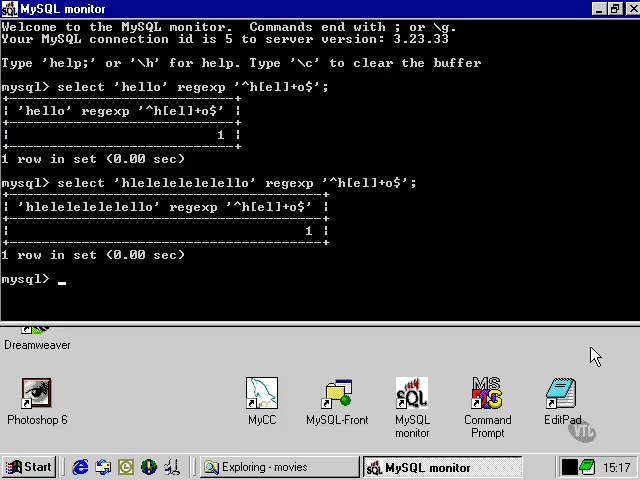 MySQL monitor
Welcome to the MySQL monitor.  Commands end with ; or \g.
Your MySQL connection id is 5 to server version: 3.23.33
Type 'help;' or '\h' for help. Type '\c' to clear the buffer
mysql> select 'hello' regexp '^h[el]+o$';
+---------------------------+
| 'hello' regexp '^h[el]+o$' |
+---------------------------+
| 1 |
+---------------------------+
1 row in set (0.00 sec)
mysql> select 'hlelelelelello' regexp '^h[el]+o$';
+------------------------------------+
| 'hlelelelelello' regexp '^h[el]+o$' |
+------------------------------------+
| 1 |
+------------------------------------+
1 row in set (0.00 sec)
mysql> _
Dreamweaver
Photoshop 6
MyCC
MySQL-Front
MySQL monitor
MS
Command Prompt
EditPad
VTC
Start
Exploring - movies
MySQL monitor
15:17